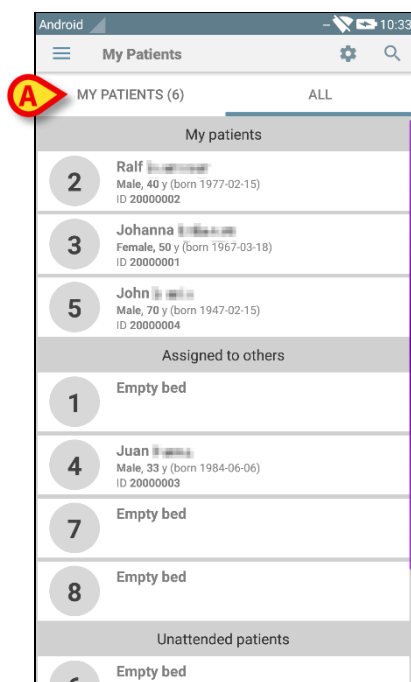 Android
10:33
My Patients
A
MY PATIENTS (6)
ALL
My patients
2
Ralf
Male, 40 y (born 1977-02-15)
ID 20000002
3
Johanna
Female, 50 y (born 1967-03-18)
ID 20000001
5
John
Male, 70 y (born 1947-02-15)
ID 20000004
Assigned to others
1
Empty bed
4
Juan
Male, 33 y (born 1984-06-06)
ID 20000003
7
Empty bed
8
Empty bed
Unattended patients
Empty bed